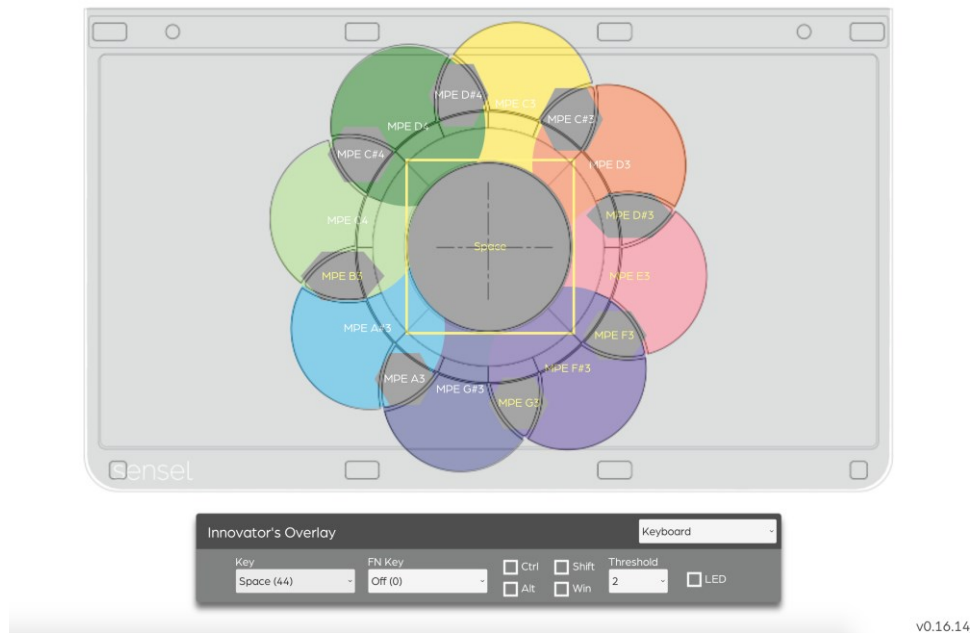 MPE D#4
MPE C3
MPE C#3
MPE D4
MPE C#4
MPE D3
MPE D#3
MPE C4
Space
MPE B3
MPE E3
MPE A#3
MPE F3
MPE F#3
MPE A3
MPE G#3
MPE G3
sensel
Innovator's Overlay
Keyboard
Key
FN Key
Threshold
Space (44)
Off (0)
Ctrl
Shift
2
LED
Alt
Win
v0.16.14